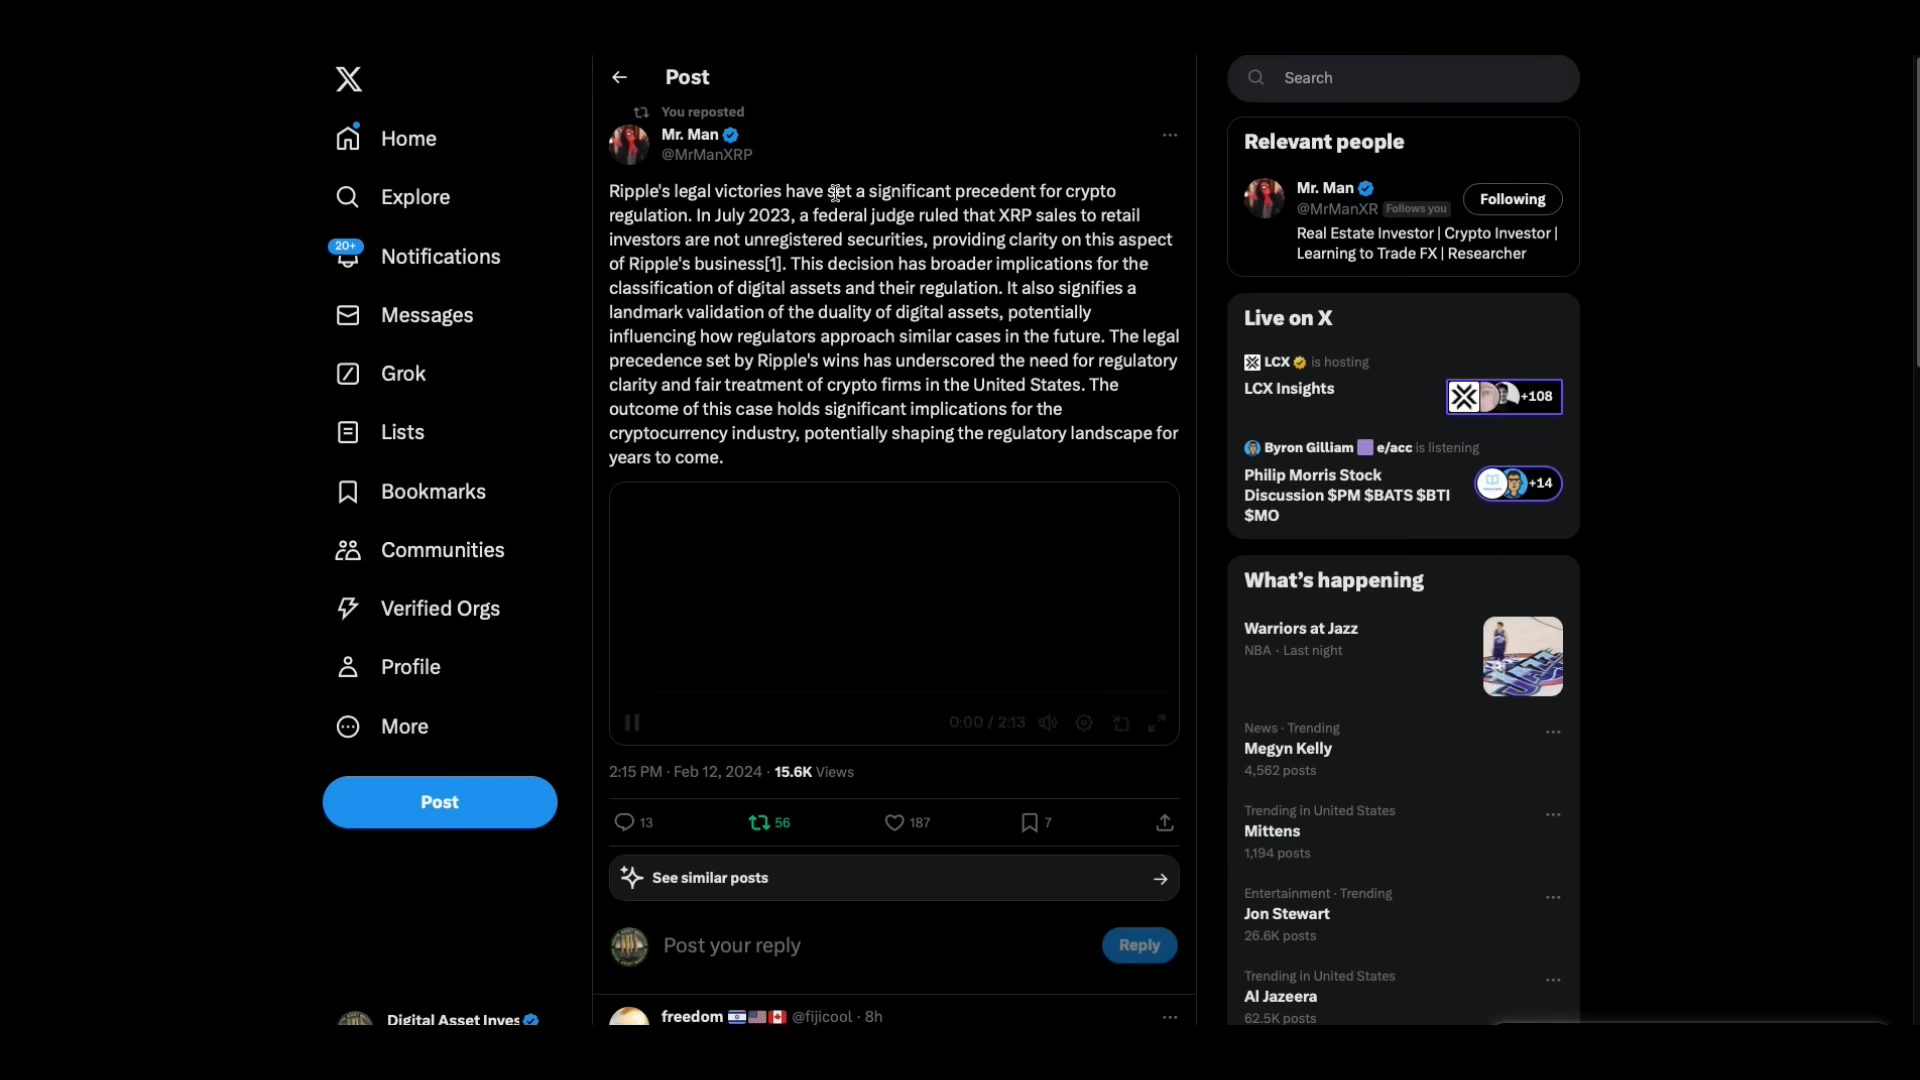 Home
Explore
20+
Notifications
Messages
Grok
Lists
Bookmarks
Communities
Verified Orgs
Profile
More
Post
Digital Asset Inves
Post
You reposted
Mr. Man
@MrManXRP
Ripple's legal victories have set a significant precedent for crypto
regulation. In July 2023, a federal judge ruled that XRP sales to retail
investors are not unregistered securities, providing clarity on this aspect
of Ripple's business[1]. This decision has broader implications for the
classification of digital assets and their regulation. It also signifies a
landmark validation of the duality of digital assets, potentially
influencing how regulators approach similar cases in the future. The legal
precedence set by Ripple's wins has underscored the need for regulatory
clarity and fair treatment of crypto firms in the United States. The
outcome of this case holds significant implications for the
cryptocurrency industry, potentially shaping the regulatory landscape for
years to come.
0:00 / 2:13
2:15 PM · Feb 12, 2024 · 15.6K Views
13 56 187 7
See similar posts
Post your reply
Reply
freedom @fijicool · 8h
Search
Relevant people
Mr. Man
@MrManXR Follows you
Following
Real Estate Investor | Crypto Investor |
Learning to Trade FX | Researcher
Live on X
LCX is hosting
LCX Insights
+108
Byron Gilliam e/acc is listening
Philip Morris Stock
Discussion $PM $BATS $BTI
$MO
+14
What's happening
Warriors at Jazz
NBA · Last night
News · Trending
Megyn Kelly
4,562 posts
Trending in United States
Mittens
1,194 posts
Entertainment · Trending
Jon Stewart
26.6K posts
Trending in United States
Al Jazeera
62.5K posts